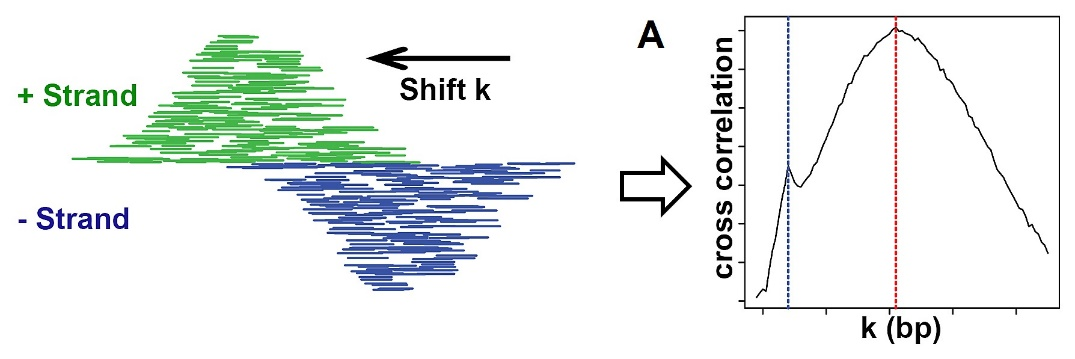 + Strand
Shift k
- Strand
A
cross correlation
k (bp)